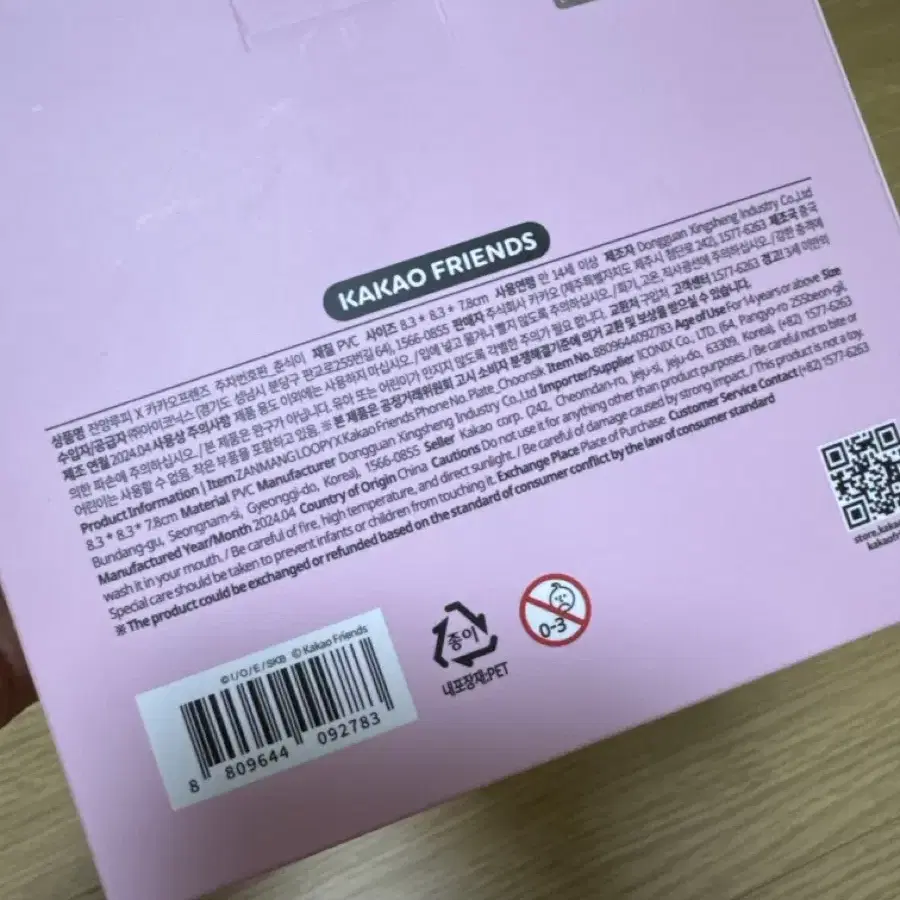 KAKAO FRIENDS
상품명 잔망루피 X 카카오프렌즈 주차번호판_춘식이 재질 PVC 사이즈 8.3 * 8.3 * 7.8cm 사용연령 만 14세 이상 제조자 Dongguan Xingsheng Industry Co.,Ltd
수입자/공급자 ㈜아이코닉스 (경기도 성남시 분당구 판교로255번길 64), 1566-0855 판매자 주식회사 카카오 (제주특별자치도 제주시 첨단로 242), 1577-6263 제조국 중국
제조 연월 2024.04 사용상 주의사항 제품 용도 이외에는 사용하지 마십시오. / 입에 넣고 물거나 빨지 않도록 주의하십시오. / 화기, 고온, 직사광선에 주의하십시오. / 강한 충격에
의한 파손에 주의하십시오. / 본 제품은 완구가 아닙니다. 유아 또는 어린이가 만지지 않도록 각별한 주의가 필요 합니다. 교환처 구입처 고객센터 1577-6263 경고! 3세 미만의
어린이는 사용할 수 없음. 작은 부품을 포함하고 있음. ※ 본 제품은 공정거래위원회 고시 소비자 분쟁해결기준에 의거 교환 및 보상을 받으실 수 있습니다.
Product Information | Item ZANMANG LOOPY X Kakao Friends Phone No. Plate_Choonsik Item No. 8809644092783 Age of Use For 14 years or above Size
8.3 * 8.3 * 7.8cm Material PVC Manufacturer Dongguan Xingsheng Industry Co.,Ltd Importer/Supplier ICONIX Co., LTD. (64, Pangyo-ro 255beon-gil,
Bundang-gu, Seongnam-si, Gyeonggi-do, Korea), 1566-0855 Seller Kakao corp. (242, Cheomdan-ro, Jeju-si, Jeju-do, 63309, Korea), (+82) 1577-6263
Manufactured Year/Month 2024.04 Country of Origin China Cautions Do not use it for anything other than product purposes. / Be careful not to bite or
wash it in your mouth. / Be careful of fire, high temperature, and direct sunlight. / Be careful of damage caused by strong impact. / This product is not a toy.
Special care should be taken to prevent infants or children from touching it. Exchange Place Place of Purchase Customer Service Contact (+82) 1577-6263
※ The product could be exchanged or refunded based on the standard of consumer conflict by the law of consumer standard
store.kaka
kakaofr
종이
내포장재:PET
0-3
© I / O / E / SKB © Kakao Friends
8 809644 092783